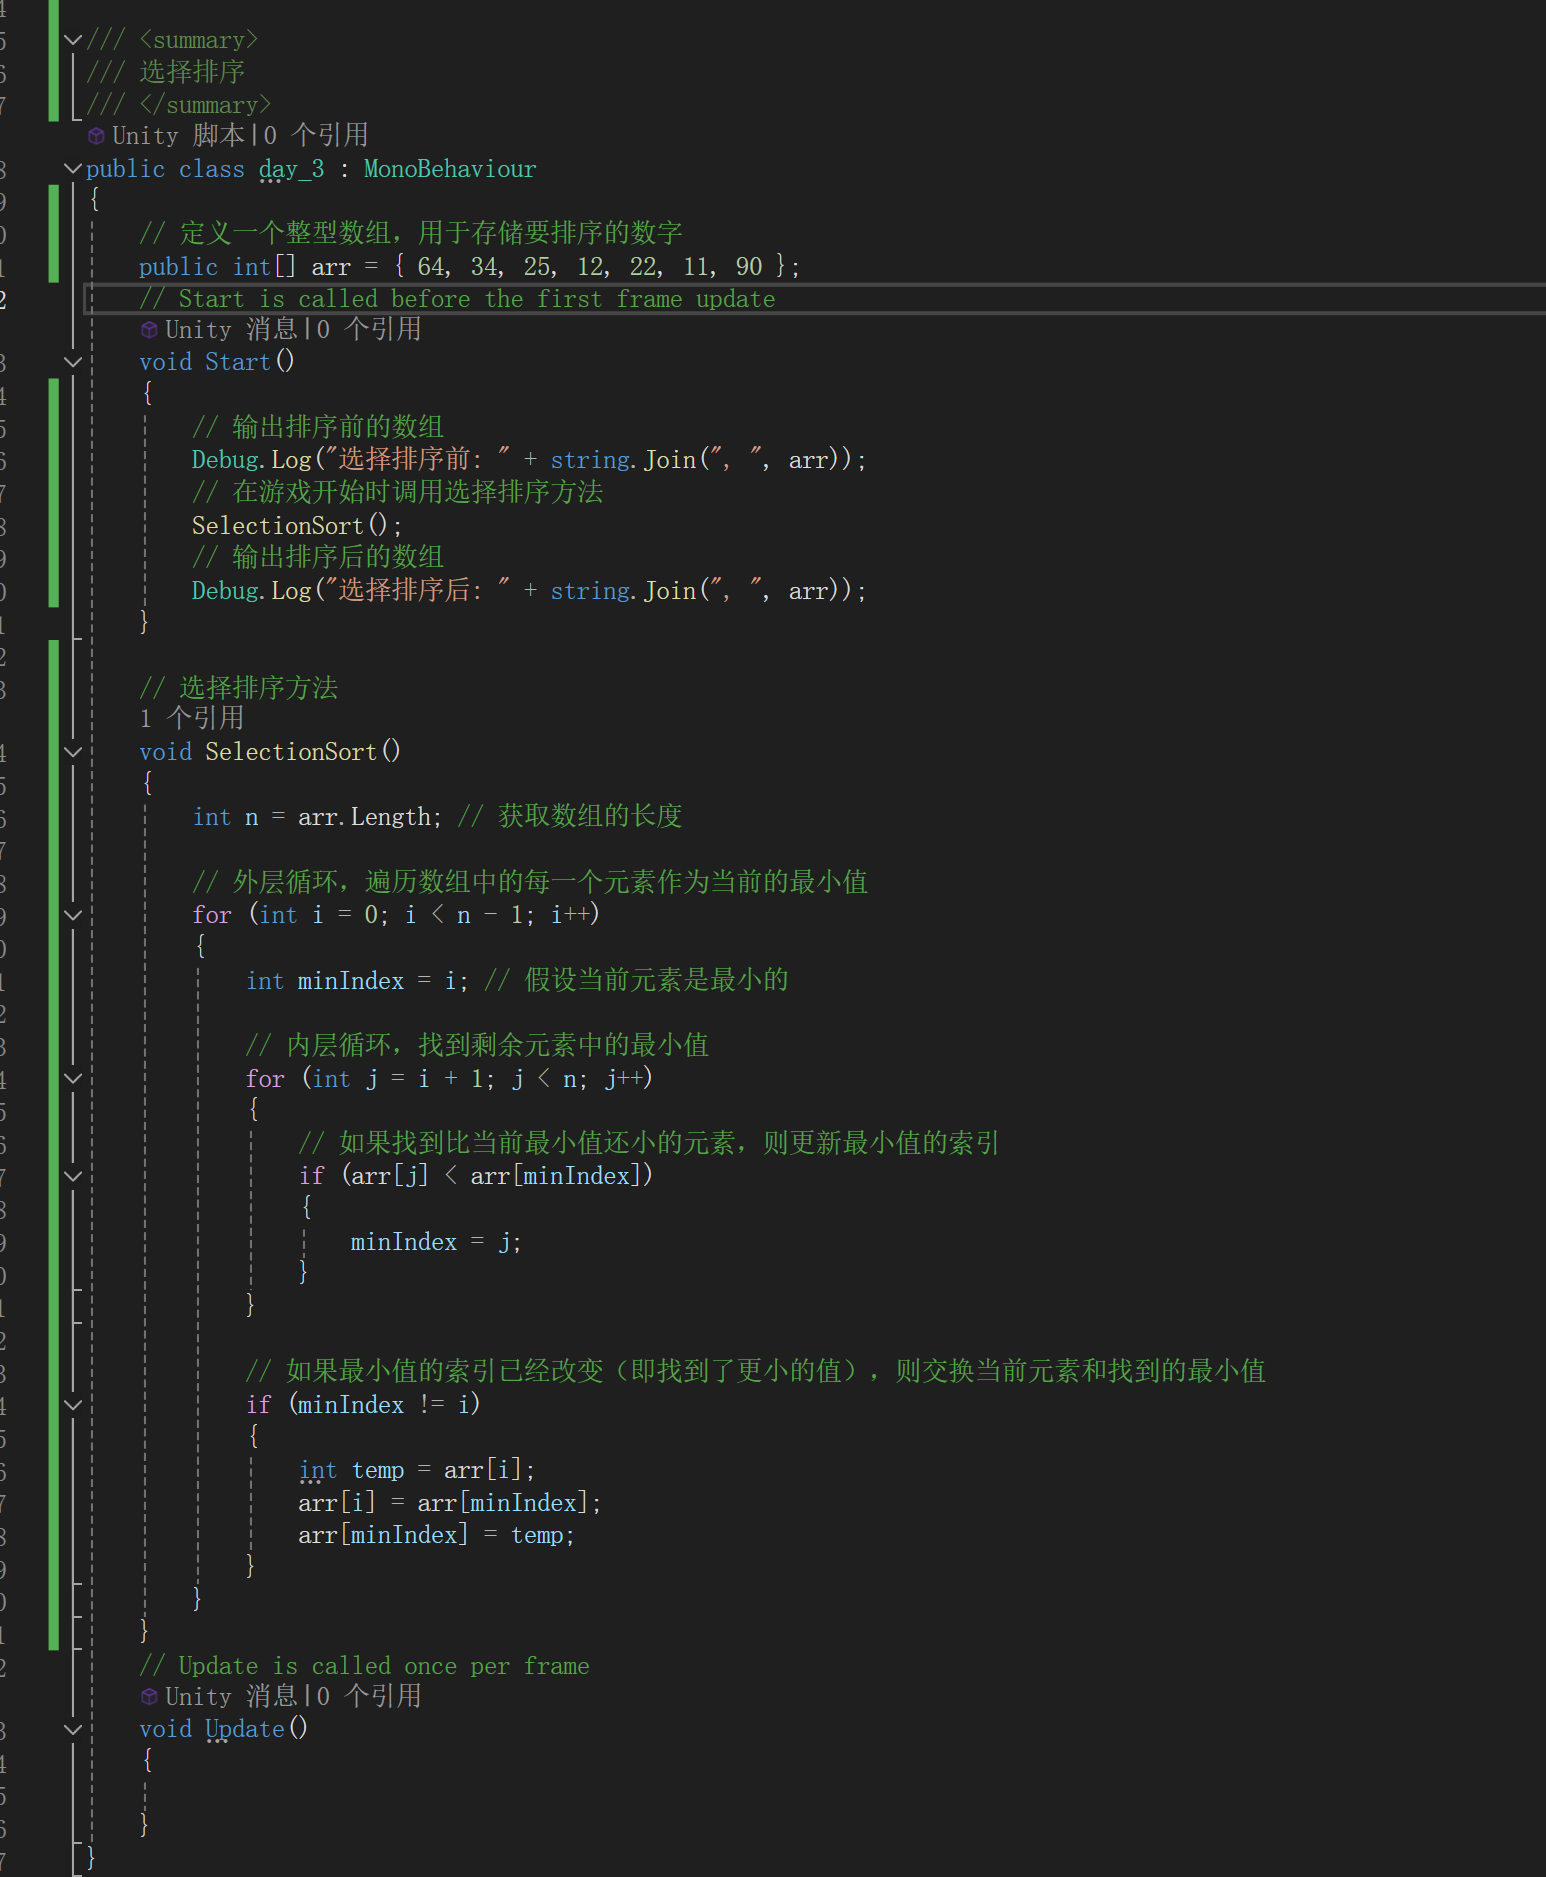 /// <summary>
/// 选择排序
/// </summary>
Unity 脚本|0 个引用
public class day_3 : MonoBehaviour
{
// 定义一个整型数组，用于存储要排序的数字
public int[] arr = { 64, 34, 25, 12, 22, 11, 90 };
// Start is called before the first frame update
Unity 消息|0 个引用
void Start()
{
// 输出排序前的数组
Debug.Log("选择排序前: " + string.Join(", ", arr));
// 在游戏开始时调用选择排序方法
SelectionSort();
// 输出排序后的数组
Debug.Log("选择排序后: " + string.Join(", ", arr));
}
// 选择排序方法
1 个引用
void SelectionSort()
{
int n = arr.Length; // 获取数组的长度
// 外层循环，遍历数组中的每一个元素作为当前的最小值
for (int i = 0; i < n - 1; i++)
{
int minIndex = i; // 假设当前元素是最小的
// 内层循环，找到剩余元素中的最小值
for (int j = i + 1; j < n; j++)
{
// 如果找到比当前最小值还小的元素，则更新最小值的索引
if (arr[j] < arr[minIndex])
{
minIndex = j;
}
}
// 如果最小值的索引已经改变（即找到了更小的值），则交换当前元素和找到的最小值
if (minIndex != i)
{
int temp = arr[i];
arr[i] = arr[minIndex];
arr[minIndex] = temp;
}
}
}
// Update is called once per frame
Unity 消息|0 个引用
void Update()
{
}
}